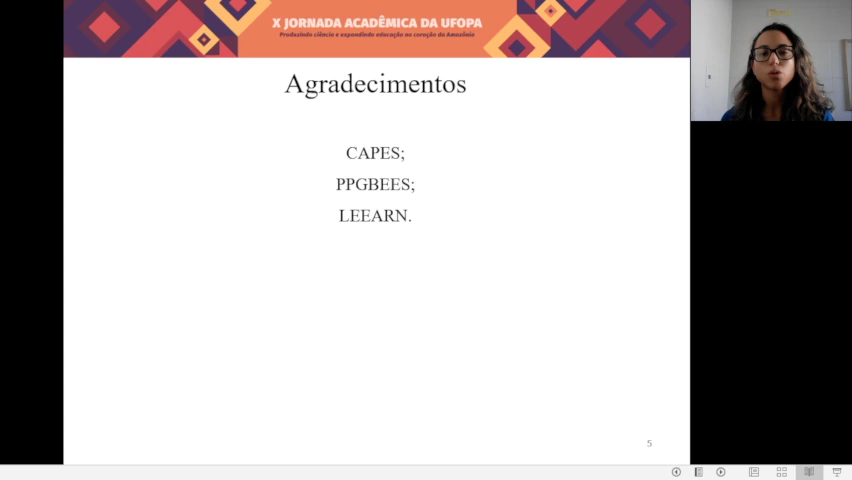 X JORNADA ACADÊMICA DA UFOPA
Produzindo ciência e expandindo educação no coração da Amazônia
Agradecimentos
CAPES;
PPGBEES;
LEEARN.
5